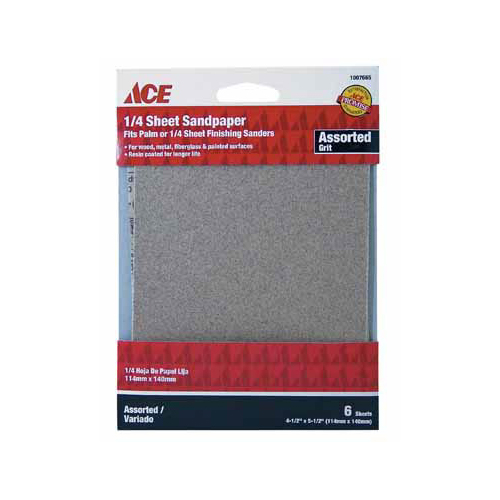 ACE
1007665
ACE
PROMISE
1/4 Sheet Sandpaper
Fits Palm or 1/4 Sheet Finishing Sanders
• For wood, metal, fiberglass & painted surfaces
• Resin coated for longer life
Assorted
Grit
1/4 Hoja De Papel Lija
114mm x 140mm
Assorted /
Variado
6 Sheets
4-1/2" x 5-1/2" (114mm x 140mm)